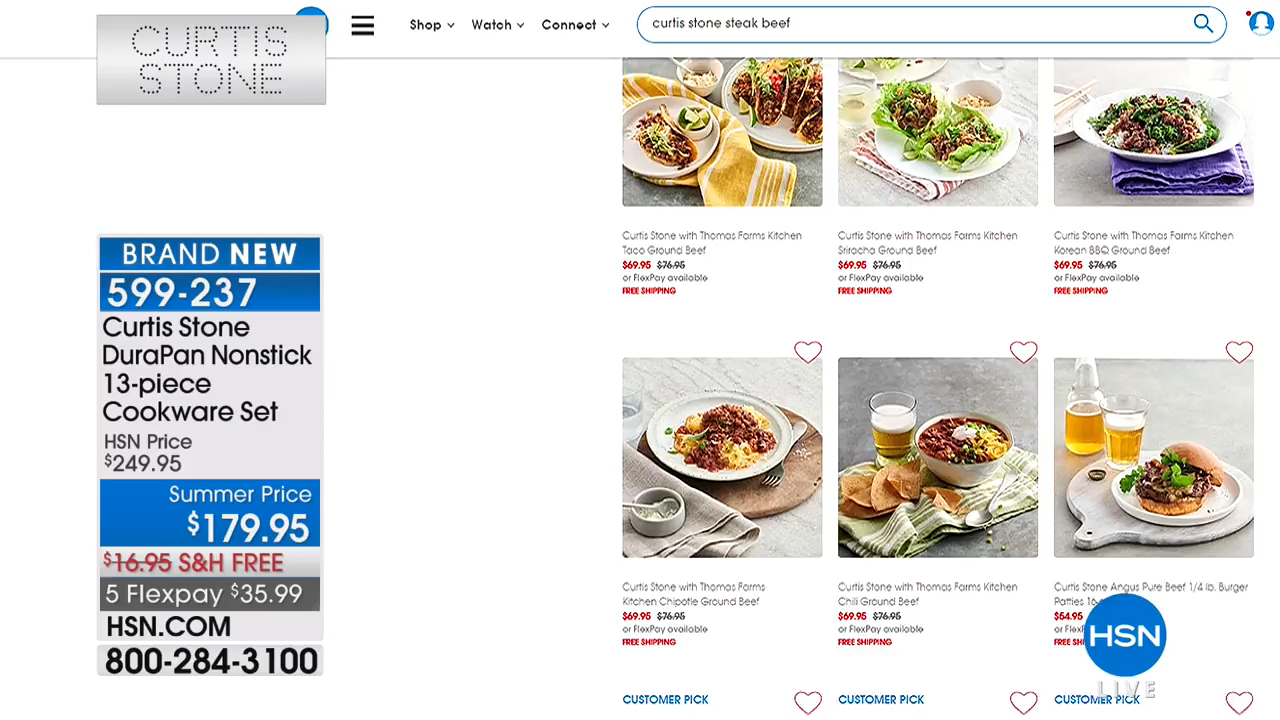 CURTIS
STONE
Shop
Watch
Connect
curtis stone steak beef
BRAND NEW
599-237
Curtis Stone
DuraPan Nonstick
13-piece
Cookware Set
HSN Price
$249.95
Summer Price
$179.95
$16.95 S&H FREE
5 Flexpay $35.99
HSN.COM
800-284-3100
Curtis Stone with Thomas Farms Kitchen
Taco Ground Beef
$69.95 $76.95
or FlexPay available
FREE SHIPPING
Curtis Stone with Thomas Farms Kitchen
Sriracha Ground Beef
$69.95 $76.95
or FlexPay available
FREE SHIPPING
Curtis Stone with Thomas Farms Kitchen
Korean BBQ Ground Beef
$69.95 $76.95
or FlexPay available
FREE SHIPPING
Curtis Stone with Thomas Farms
Kitchen Chipotle Ground Beef
$69.95 $76.95
or FlexPay available
FREE SHIPPING
Curtis Stone with Thomas Farms Kitchen
Chili Ground Beef
$69.95 $76.95
or FlexPay available
FREE SHIPPING
Curtis Stone Angus Pure Beef 1/4 lb. Burger
Patties
$54.95
or
FREE
HSN
LIVE
CUSTOMER PICK
CUSTOMER PICK
CUSTOMER PICK